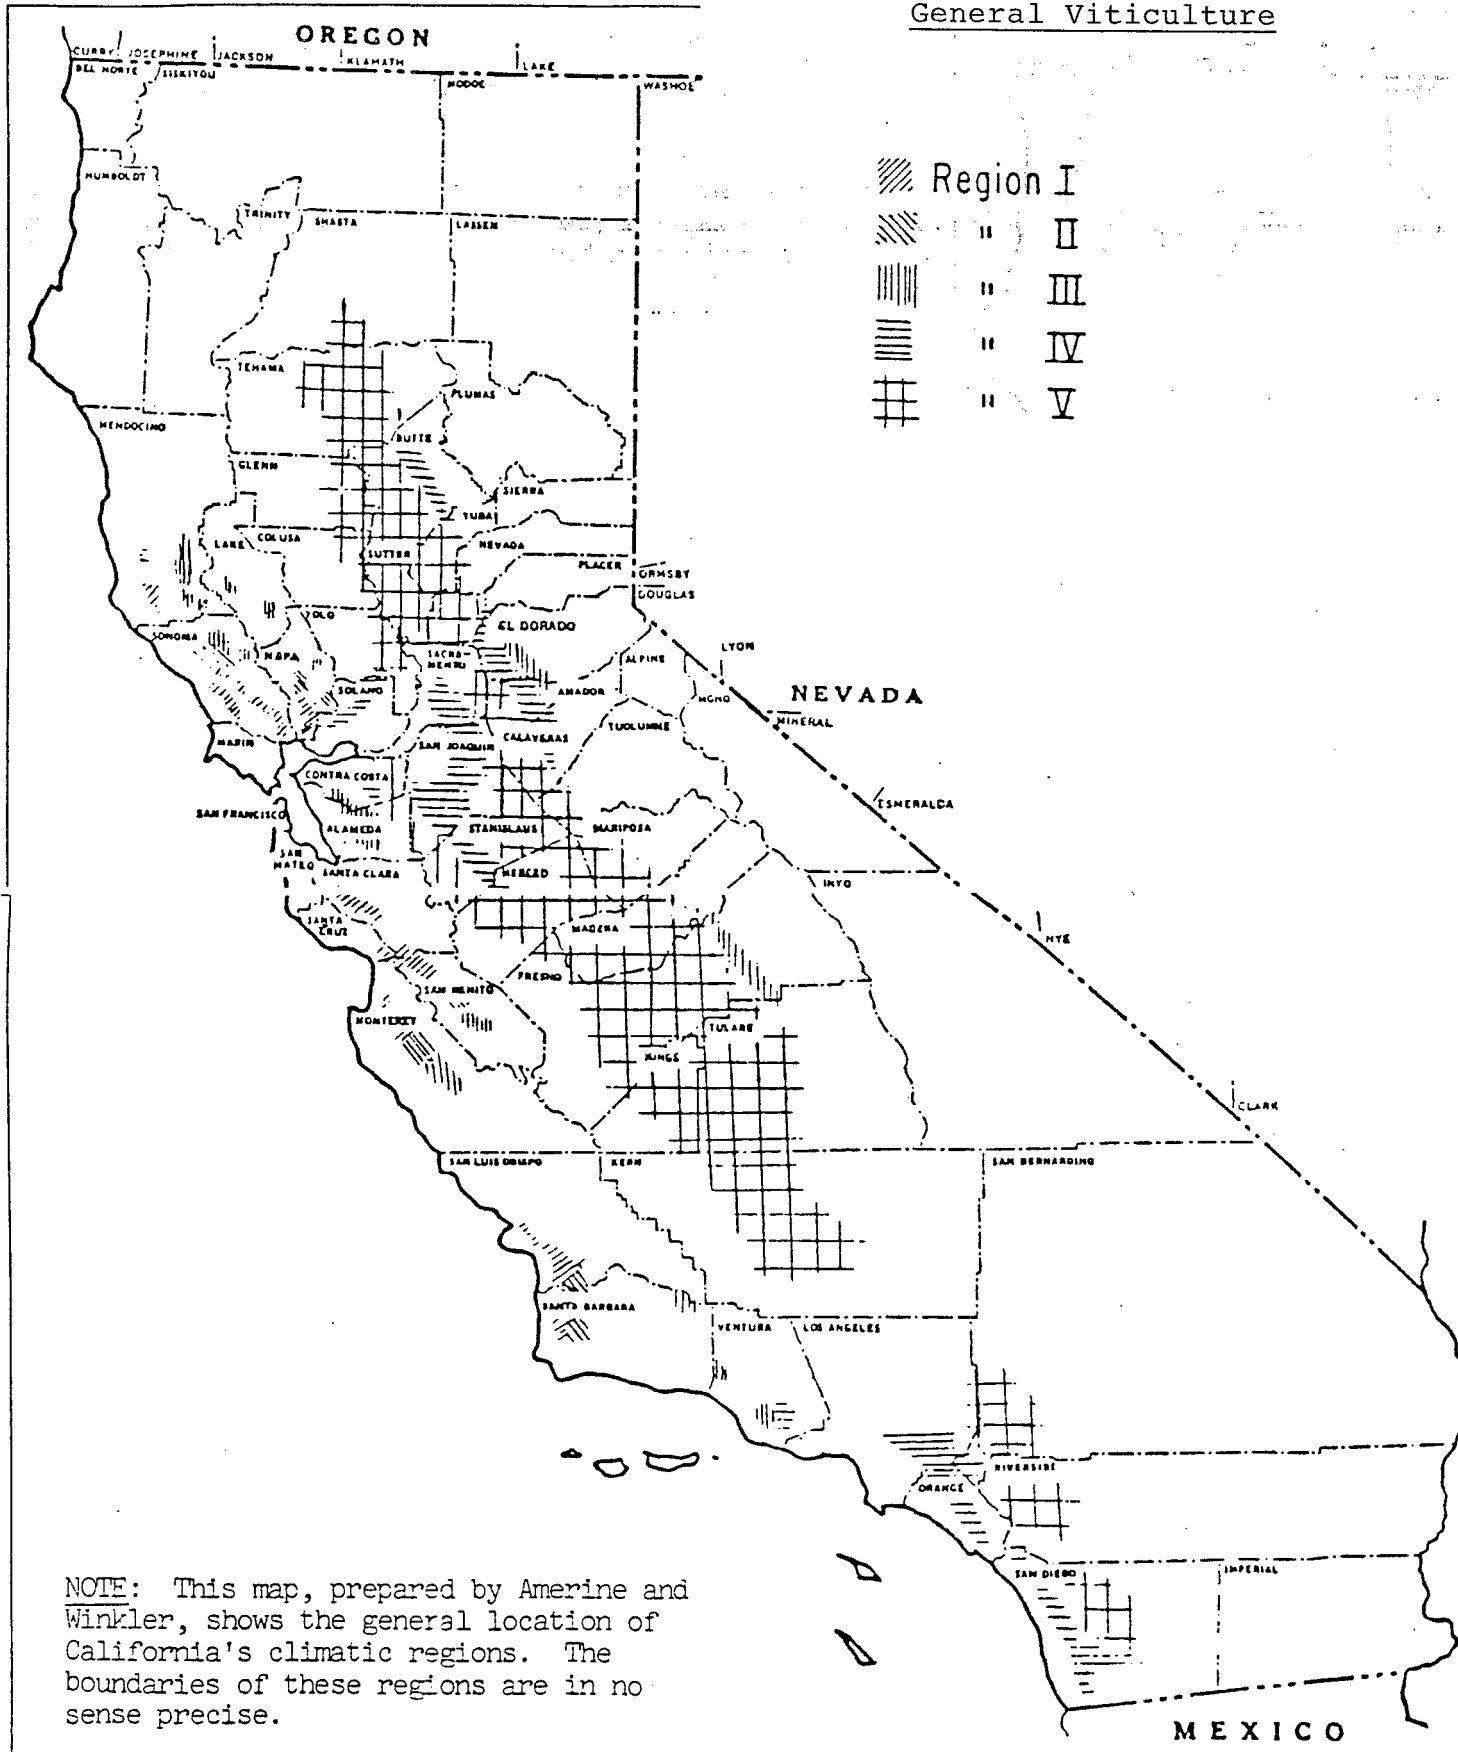 General Viticulture
OREGON
CURRY JOSEPHINE JACKSON KLAMATH LAKE
DEL NORTE SISKIYOU MODOC WASHOE
Region I
" II
" III
" IV
" V
HUMBOLDT
TRINITY SHASTA LASSEN
TEHAMA
PLUMAS
MENDOCINO
BUTTE
GLENN
SIERRA
YUBA
LAKE COLUSA
SUTTER NEVADA
PLACER ORMSBY
DOUGLAS
YOLO
EL DORADO
SONOMA
NAPA
SACRA-
MENTO
ALPINE
LYON
SOLANO
AMADOR
MONO
NEVADA
MINERAL
MARIN
SAN JOAQUIN CALAVERAS
TUOLUMNE
CONTRA COSTA
ESMERALDA
SAN FRANCISCO
ALAMEDA
STANISLAUS
MARIPOSA
SAN
MATEO
SANTA CLARA
MERCED
INYO
SANTA
CRUZ
MADERA
NYE
FRESNO
SAN BENITO
MONTEREY
TULARE
KINGS
CLARK
SAN LUIS OBISPO
KERN
SAN BERNARDINO
SANTA BARBARA
VENTURA
LOS ANGELES
RIVERSIDE
ORANGE
SAN DIEGO
IMPERIAL
NOTE: This map, prepared by Amerine and
Winkler, shows the general location of
California's climatic regions. The
boundaries of these regions are in no
sense precise.
MEXICO